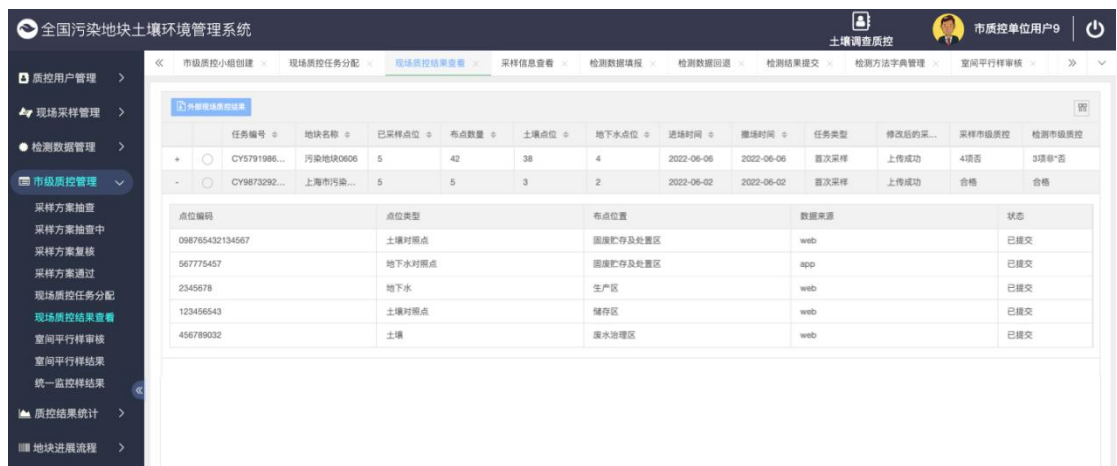 全国污染地块土壤环境管理系统
土壤调查质控
市质控单位用户9
市级质控小组创建 现场质控任务分配 现场质控结果查看 采样信息查看 检测数据填报 检测数据回退 检测结果提交 检测方法字典管理 室间平行样审核
质控用户管理
现场采样管理
检测数据管理
市级质控管理
采样方案抽查
采样方案抽查中
采样方案复核
采样方案通过
现场质控任务分配
现场质控结果查看
室间平行样审核
室间平行样结果
统一监控样结果
质控结果统计
地块进展流程
外部现场质控结果
任务编号 地块名称 已采样点位 布点数量 土壤点位 地下水点位 进场时间 撤场时间 任务类型 修改后的采... 采样市级质控 检测市级质控
+ CY5791986... 污染地块0606 5 42 38 4 2022-06-06 2022-06-06 首次采样 上传成功 4项否 3项非*否
- CY9873292... 上海市污染... 5 5 3 2 2022-06-02 2022-06-02 首次采样 上传成功 合格 合格
点位编码 点位类型 布点位置 数据来源 状态
098765432134567 土壤对照点 固废贮存及处置区 web 已提交
567775457 地下水对照点 固废贮存及处置区 app 已提交
2345678 地下水 生产区 web 已提交
123456543 土壤对照点 储存区 web 已提交
456789032 土壤 废水治理区 web 已提交